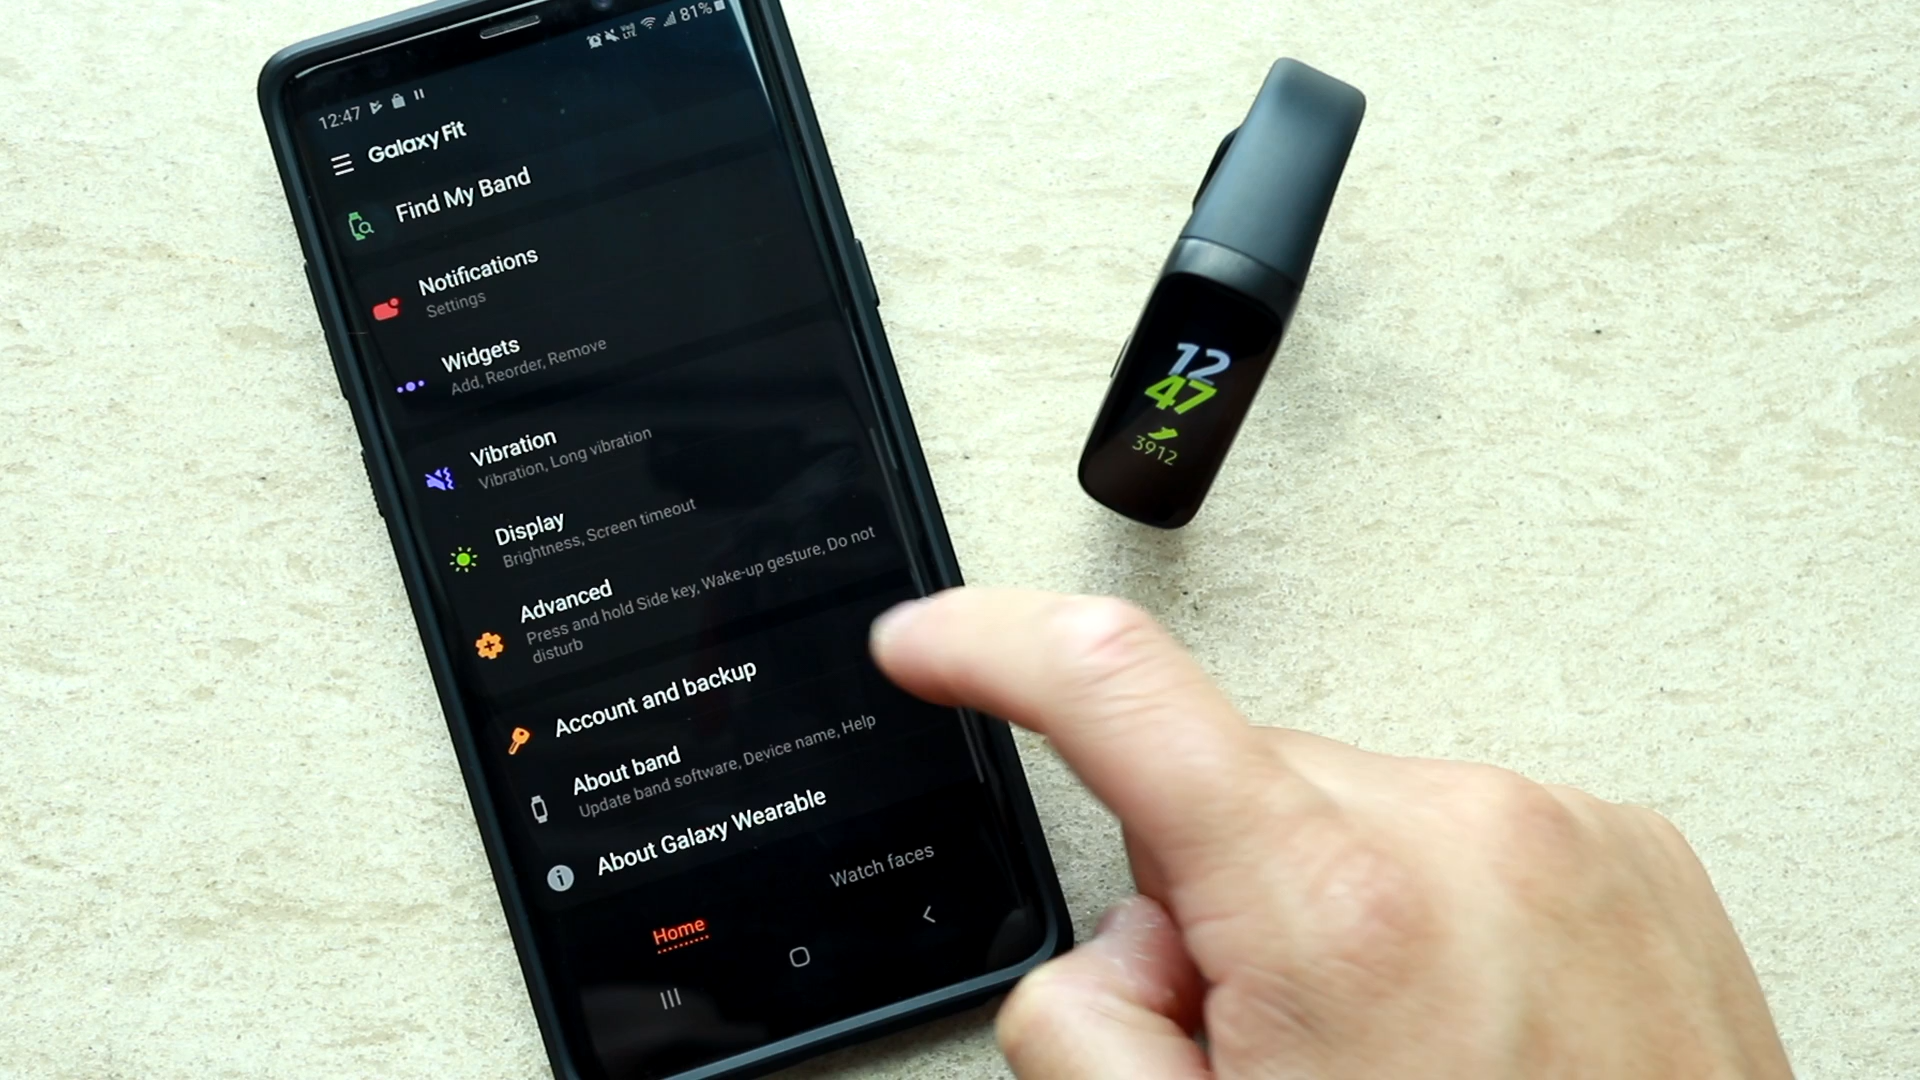 12:47
VoLTE 81%
Galaxy Fit
Find My Band
Notifications
Settings
Widgets
Add, Reorder, Remove
Vibration
Vibration, Long vibration
Display
Brightness, Screen timeout
Advanced
Press and hold Side key, Wake-up gesture, Do not
disturb
Account and backup
About band
Update band software, Device name, Help
About Galaxy Wearable
Home
Watch faces
12
47
3912